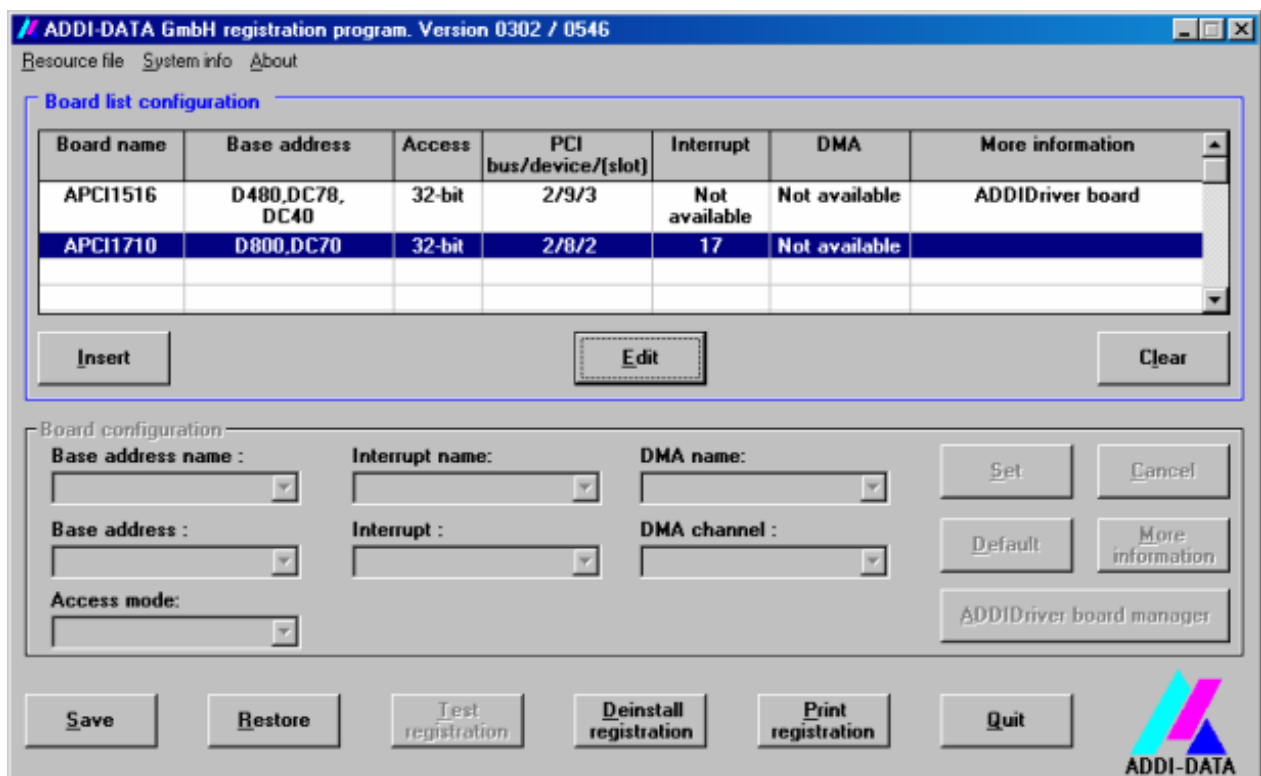 ADDI-DATA GmbH registration program. Version 0302 / 0546
Resource file System info About
Board list configuration
Board name Base address Access PCI bus/device/(slot) Interrupt DMA More information
APCI1516 D480,DC78, DC40 32-bit 2/9/3 Not available Not available ADDIDriver board
APCI1710 D800,DC70 32-bit 2/8/2 17 Not available
Insert Edit Clear
Board configuration
Base address name : Interrupt name: DMA name:
Set Cancel
Base address : Interrupt : DMA channel :
Default More information
Access mode:
ADDIDriver board manager
Save Restore Test registration Deinstall registration Print registration Quit
ADDI-DATA